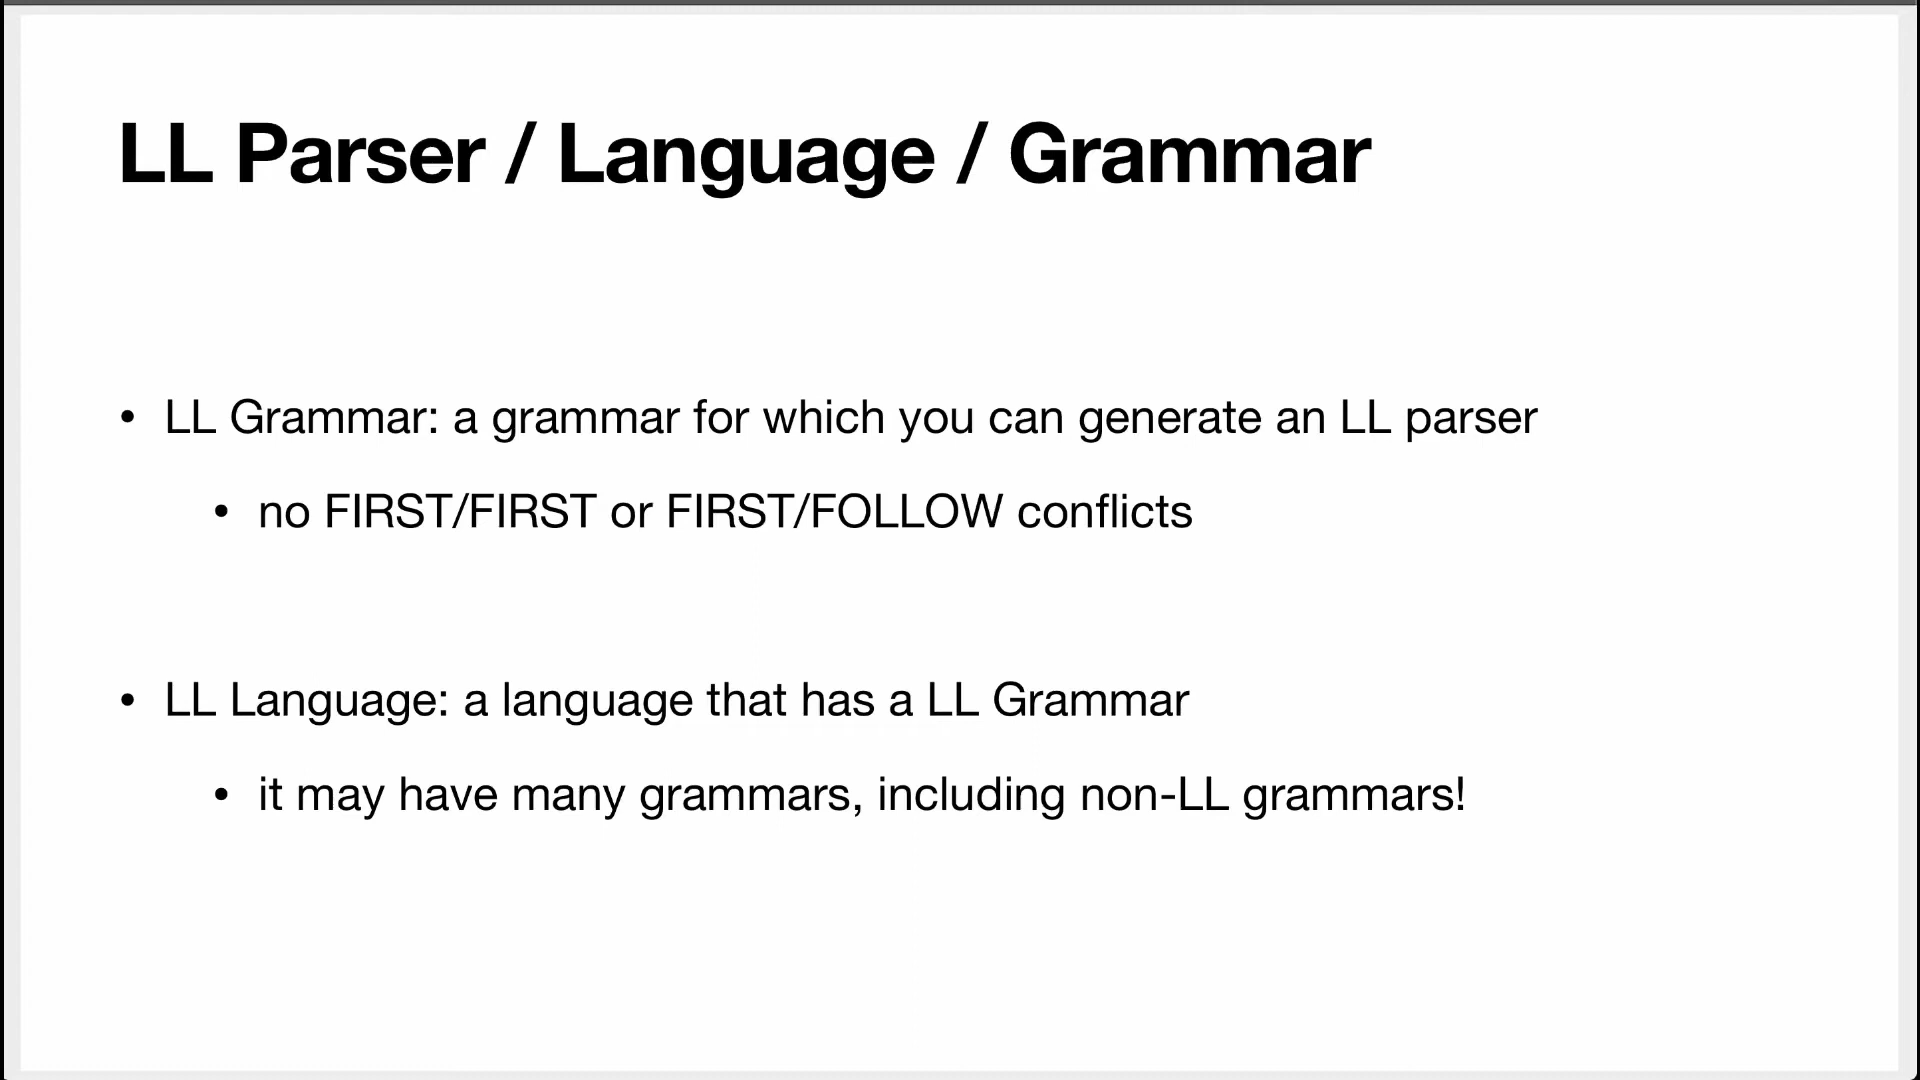 LL Parser / Language / Grammar
• LL Grammar: a grammar for which you can generate an LL parser
• no FIRST/FIRST or FIRST/FOLLOW conflicts
• LL Language: a language that has a LL Grammar
• it may have many grammars, including non-LL grammars!